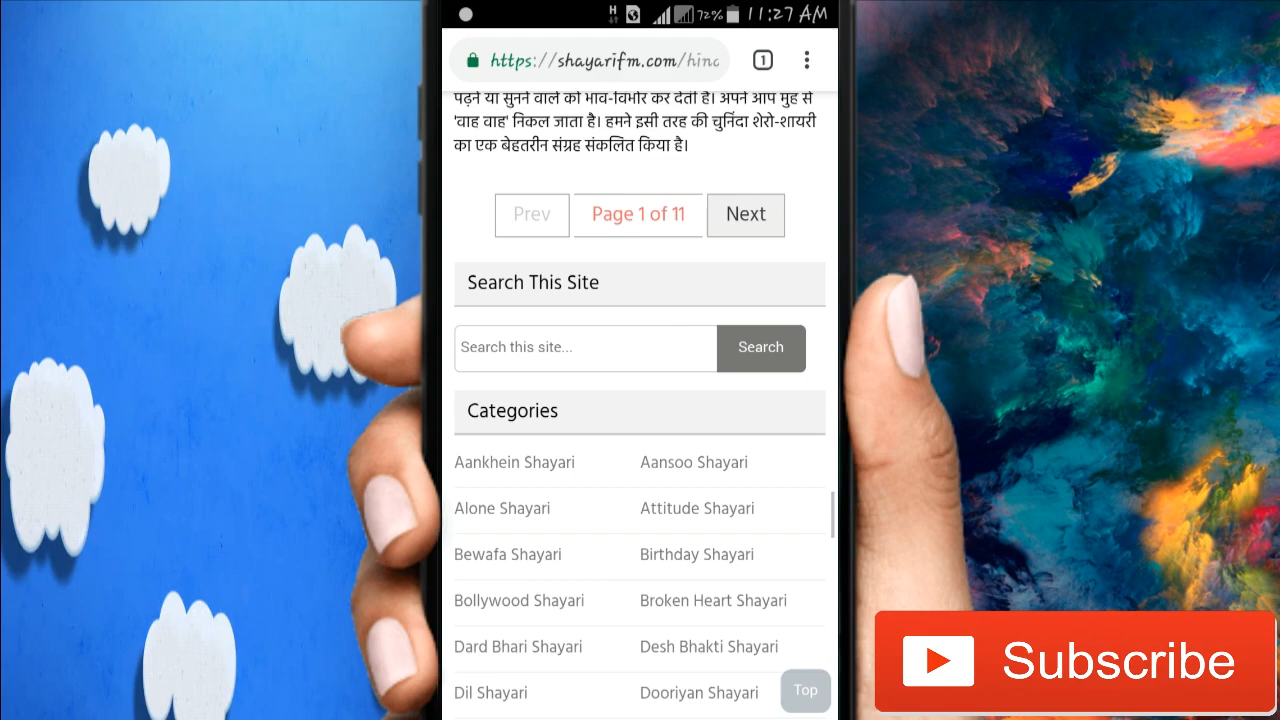 H 72% 11:27 AM
https://shayarifm.com/hind 1
पढ़ने या सुनने वाले को भाव-विभोर कर देती है। अपने आप मुंह से
'वाह वाह' निकल जाता है। हमने इसी तरह की चुनिंदा शेरो-शायरी
का एक बेहतरीन संग्रह संकलित किया है।
Prev Page 1 of 11 Next
Search This Site
Search this site... Search
Categories
Aankhein Shayari Aansoo Shayari
Alone Shayari Attitude Shayari
Bewafa Shayari Birthday Shayari
Bollywood Shayari Broken Heart Shayari
Dard Bhari Shayari Desh Bhakti Shayari
Dil Shayari Dooriyan Shayari
Top
Subscribe